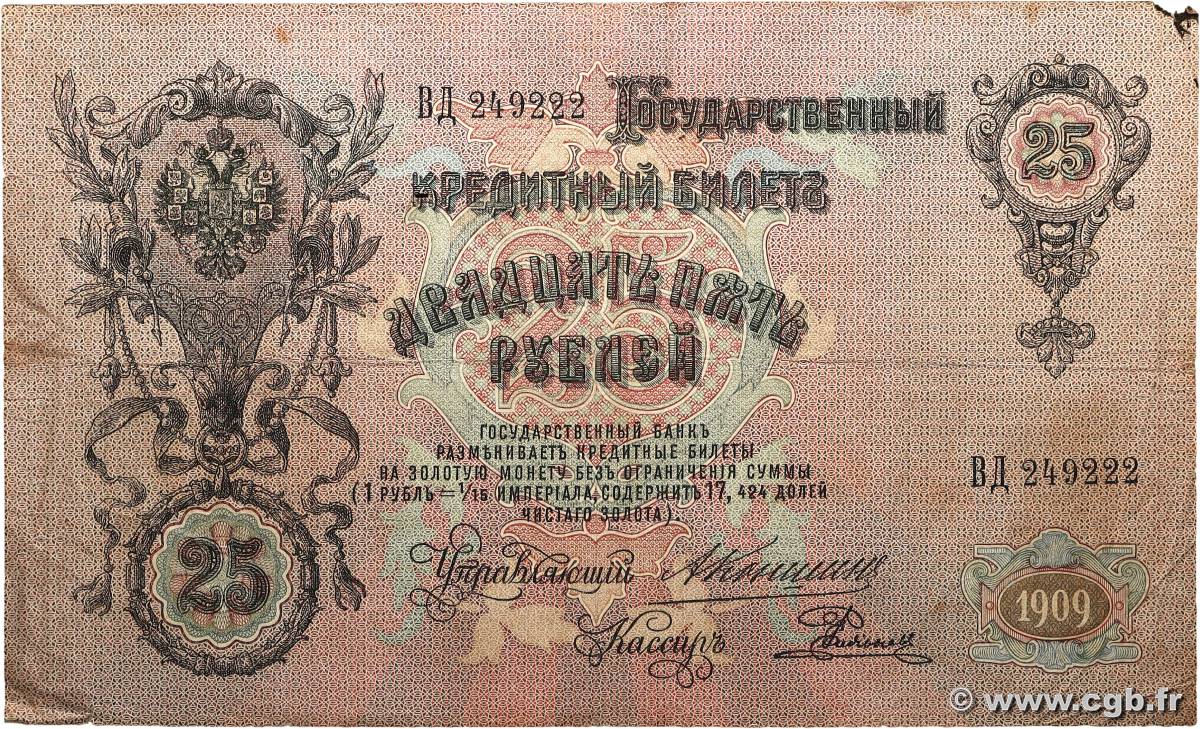 ВД 249222 Государственный
25
кредитный билетъ
25
Двадцать пять
рублей
Государственный Банкъ
размѣниваетъ кредитные билеты
на золотую монету безъ ограниченія суммы
(1 рубль = 1/15 имперіала, содержитъ 17, 424 долей
чистаго золота).
ВД 249222
25
Управляющій
Кассиръ
1909
© www.cgb.fr